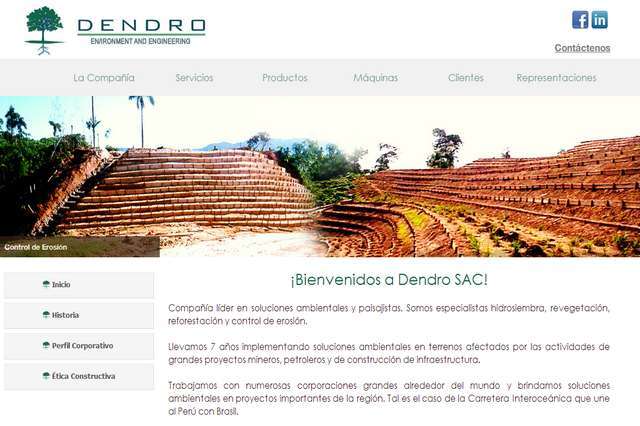 DENDRO
ENVIRONMENT AND ENGINEERING
Contáctenos
La Compañía Servicios Productos Máquinas Clientes Representaciones
Control de Erosión
Inicio
Historia
Perfil Corporativo
Ética Constructiva
¡Bienvenidos a Dendro SAC!
Compañía líder en soluciones ambientales y paisajistas. Somos especialistas hidrosiembra, revegetación,
reforestación y control de erosión.
Llevamos 7 años implementando soluciones ambientales en terrenos afectados por las actividades de
grandes proyectos mineros, petroleros y de construcción de infraestructura.
Trabajamos con numerosas corporaciones grandes alrededor del mundo y brindamos soluciones
ambientales en proyectos importantes de la región. Tal es el caso de la Carretera Interoceánica que une
al Perú con Brasil.